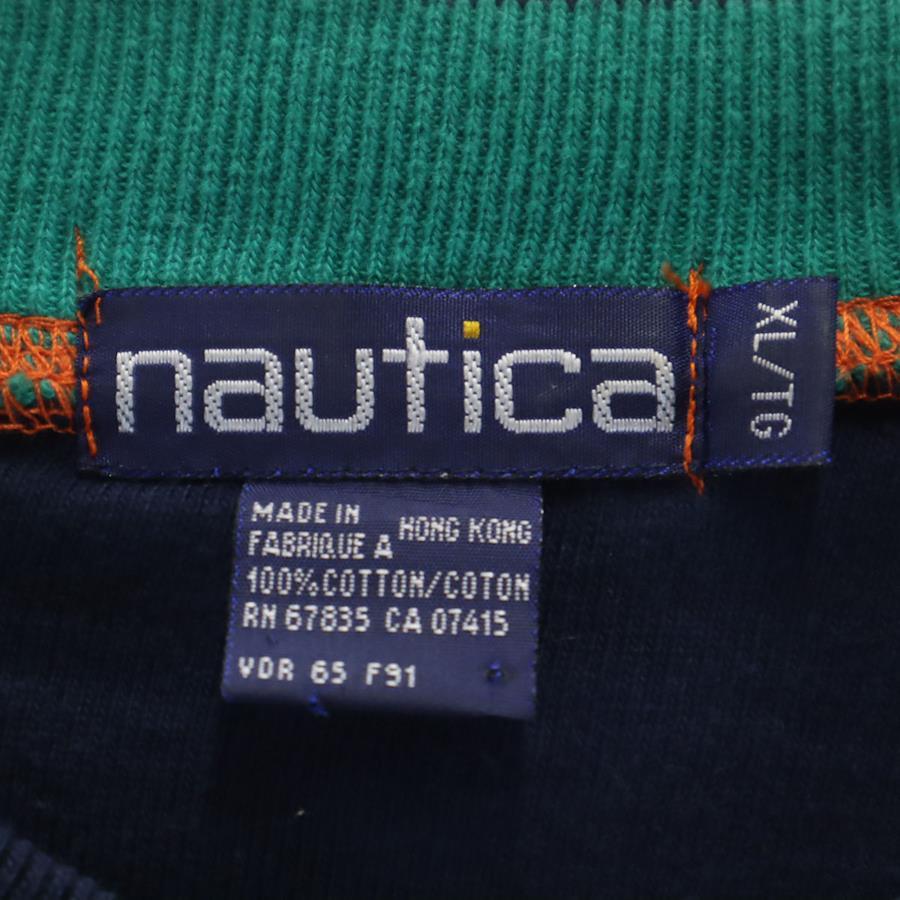 nautica
XL/TG
MADE IN
FABRIQUE A HONG KONG
100% COTTON/COTON
RN 67835 CA 07415
VDR 65 F91